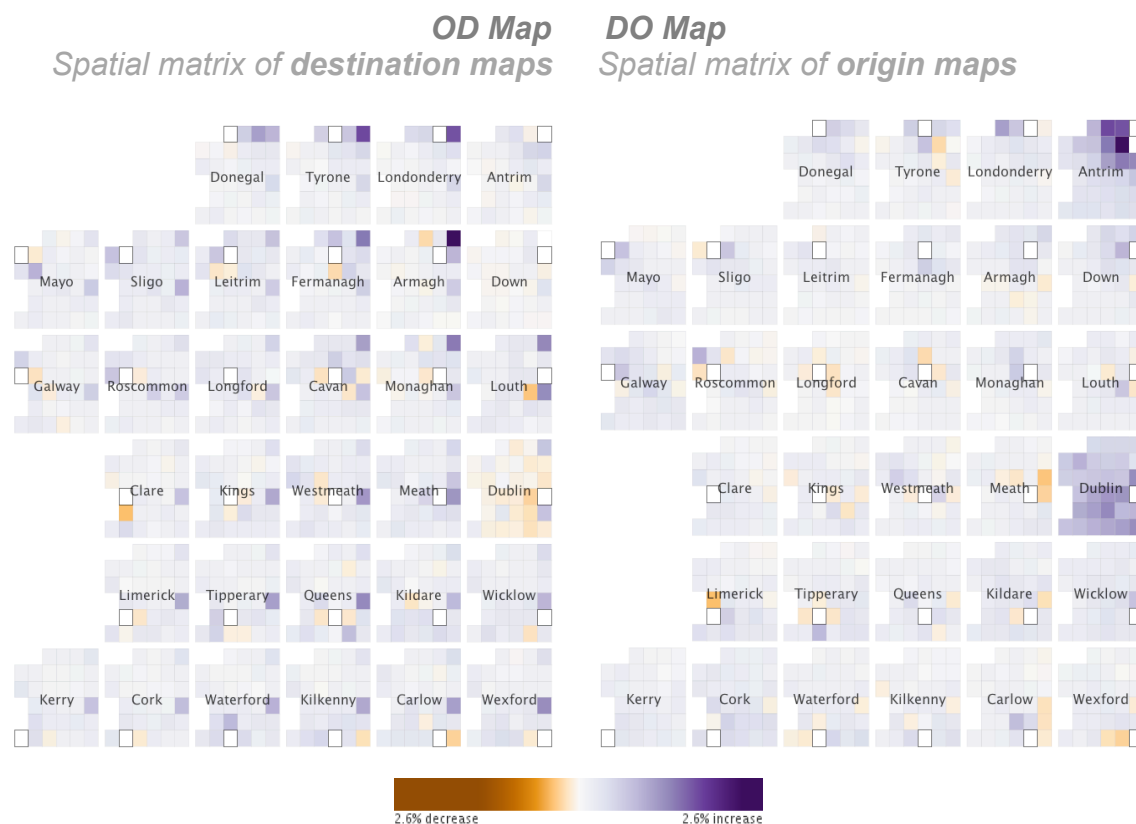 OD Map
Spatial matrix of destination maps
DO Map
Spatial matrix of origin maps
Donegal Tyrone Londonderry Antrim
Mayo Sligo Leitrim Fermanagh Armagh Down
Galway Roscommon Longford Cavan Monaghan Louth
Clare Kings Westmeath Meath Dublin
Limerick Tipperary Queens Kildare Wicklow
Kerry Cork Waterford Kilkenny Carlow Wexford
Donegal Tyrone Londonderry Antrim
Mayo Sligo Leitrim Fermanagh Armagh Down
Galway Roscommon Longford Cavan Monaghan Louth
Clare Kings Westmeath Meath Dublin
Limerick Tipperary Queens Kildare Wicklow
Kerry Cork Waterford Kilkenny Carlow Wexford
2.6% decrease 2.6% increase